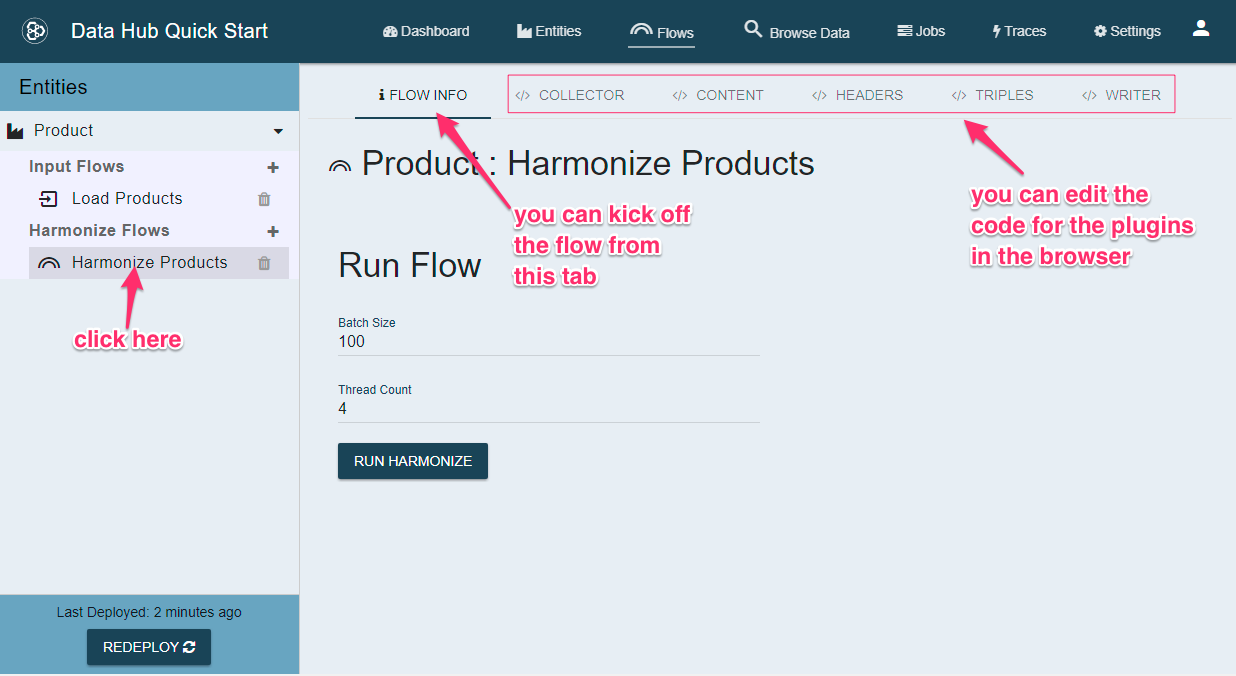 Data Hub Quick Start
Dashboard
Entities
Flows
Browse Data
Jobs
Traces
Settings
Entities
Product
Input Flows
Load Products
Harmonize Flows
Harmonize Products
click here
Last Deployed: 2 minutes ago
REDEPLOY
FLOW INFO
</> COLLECTOR
</> CONTENT
</> HEADERS
</> TRIPLES
</> WRITER
Product : Harmonize Products
you can kick off
the flow from
this tab
you can edit the
code for the plugins
in the browser
Run Flow
Batch Size
100
Thread Count
4
RUN HARMONIZE